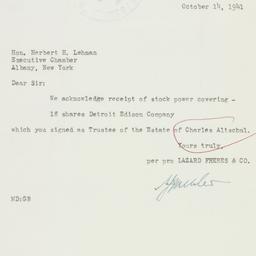 October 14, 1941
Hon. Herbert H. Lehman
Executive Chamber
Albany, New York
Dear Sir:
We acknowledge receipt of stock power covering -
18 shares Detroit Edison Company
which you signed as Trustee of the Estate of Charles Altschul.
Yours truly,
per pro LAZARD FRERES & CO.
MD:GB